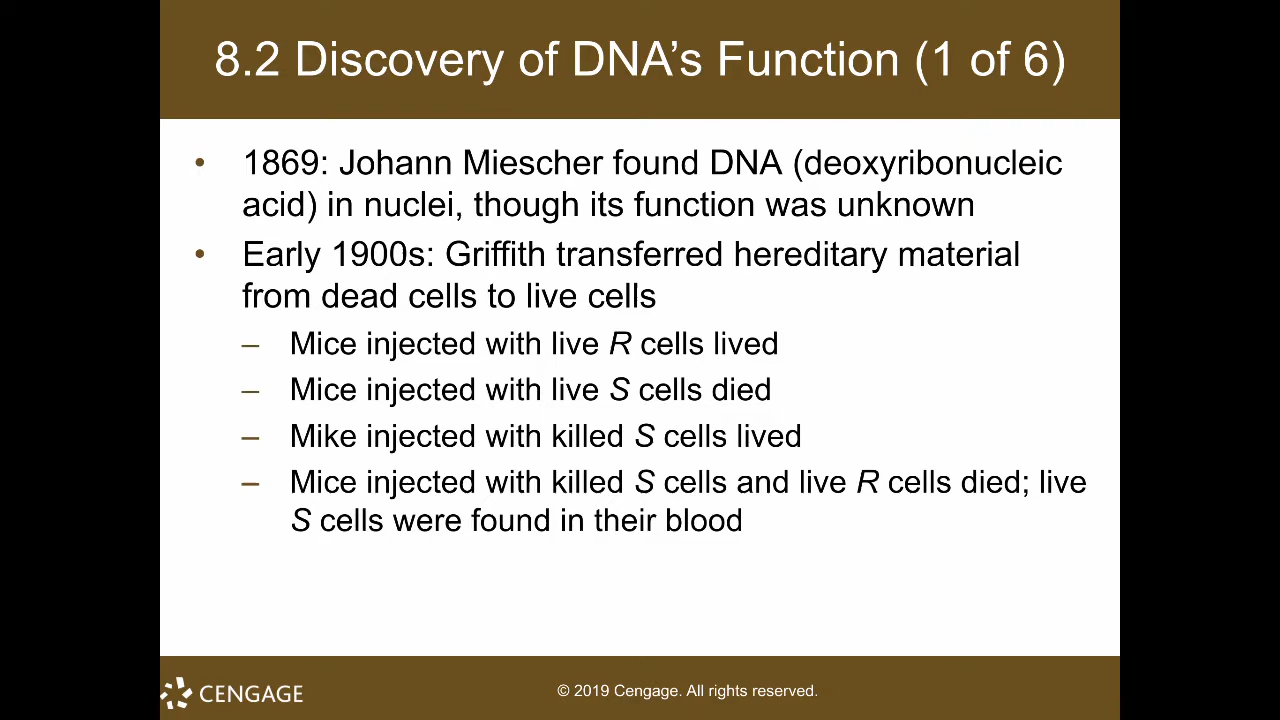 8.2 Discovery of DNA’s Function (1 of 6)
• 1869: Johann Miescher found DNA (deoxyribonucleic
acid) in nuclei, though its function was unknown
• Early 1900s: Griffith transferred hereditary material
from dead cells to live cells
– Mice injected with live R cells lived
– Mice injected with live S cells died
– Mike injected with killed S cells lived
– Mice injected with killed S cells and live R cells died; live
S cells were found in their blood
CENGAGE
© 2019 Cengage. All rights reserved.